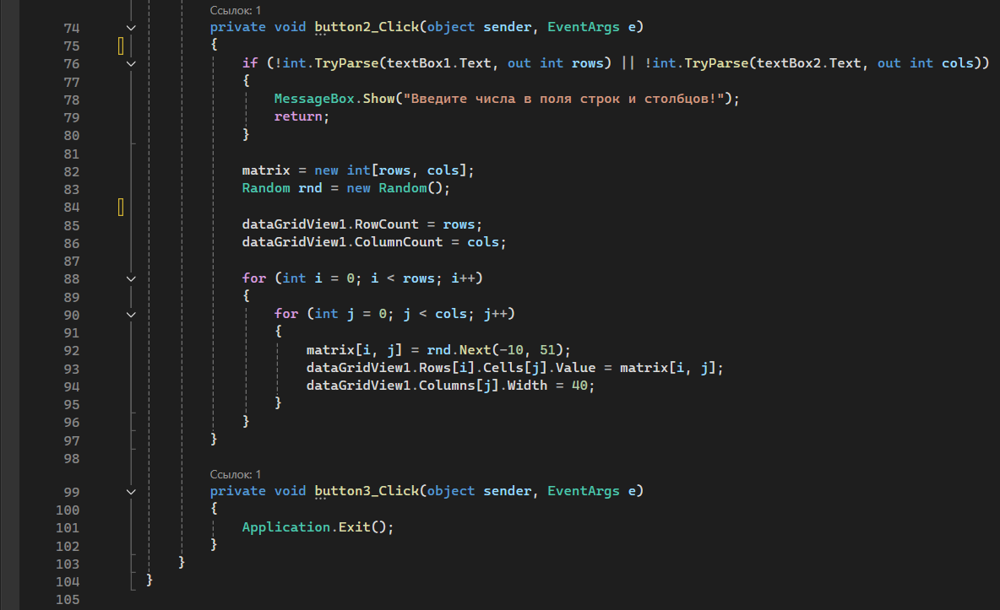 Ссылок: 1
74 private void button2_Click(object sender, EventArgs e)
75 {
76 if (!int.TryParse(textBox1.Text, out int rows) || !int.TryParse(textBox2.Text, out int cols))
77 {
78 MessageBox.Show("Введите числа в поля строк и столбцов!");
79 return;
80 }
81
82 matrix = new int[rows, cols];
83 Random rnd = new Random();
84
85 dataGridView1.RowCount = rows;
86 dataGridView1.ColumnCount = cols;
87
88 for (int i = 0; i < rows; i++)
89 {
90 for (int j = 0; j < cols; j++)
91 {
92 matrix[i, j] = rnd.Next(-10, 51);
93 dataGridView1.Rows[i].Cells[j].Value = matrix[i, j];
94 dataGridView1.Columns[j].Width = 40;
95 }
96 }
97 }
98
Ссылок: 1
99 private void button3_Click(object sender, EventArgs e)
100 {
101 Application.Exit();
102 }
103 }
104 }
105